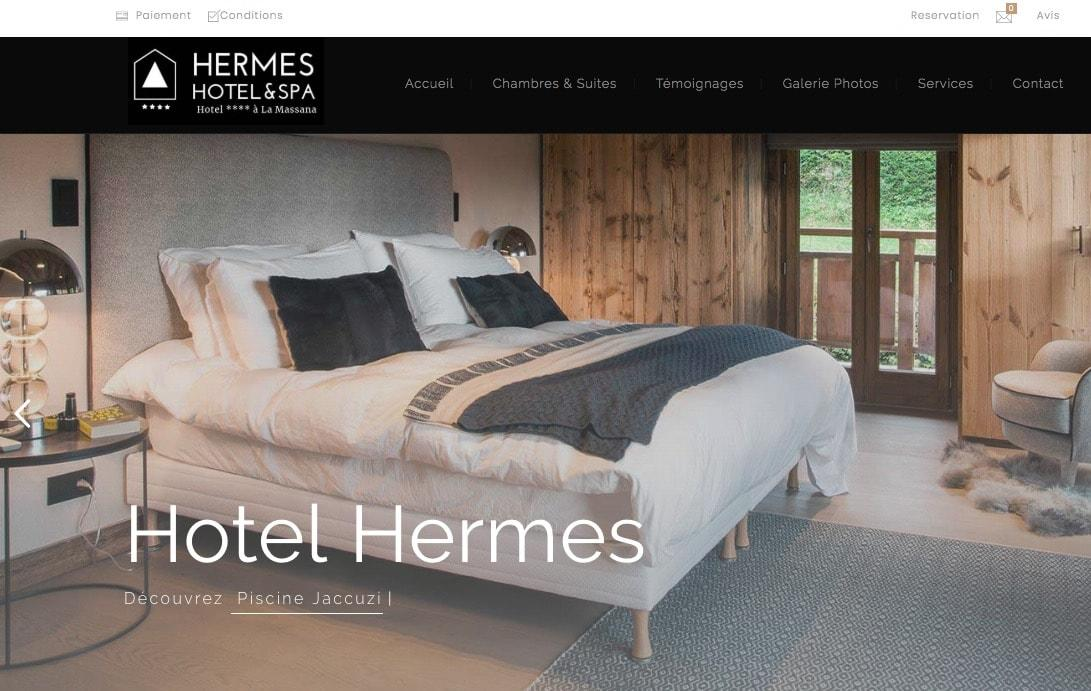 Paiement Conditions Reservation 0 Avis
HERMES
HOTEL&SPA
Hotel **** à La Massana
Accueil Chambres & Suites Témoignages Galerie Photos Services Contact
Hotel Hermes
Découvrez Piscine Jaccuzi |